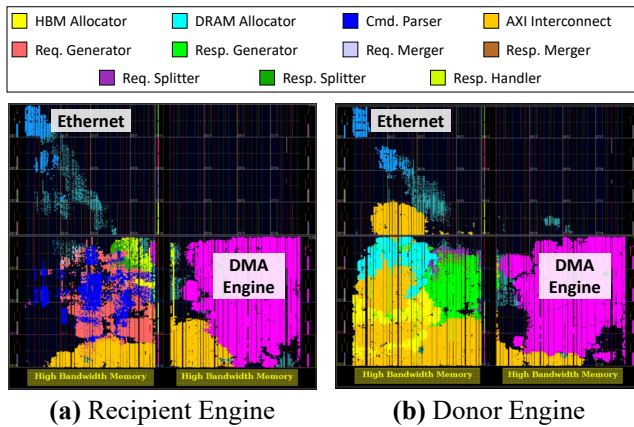 HBM Allocator DRAM Allocator Cmd. Parser AXI Interconnect
Req. Generator Resp. Generator Req. Merger Resp. Merger
Req. Splitter Resp. Splitter Resp. Handler
Ethernet
DMA
Engine
High Bandwidth Memory High Bandwidth Memory
(a) Recipient Engine
Ethernet
DMA
Engine
High Bandwidth Memory High Bandwidth Memory
(b) Donor Engine